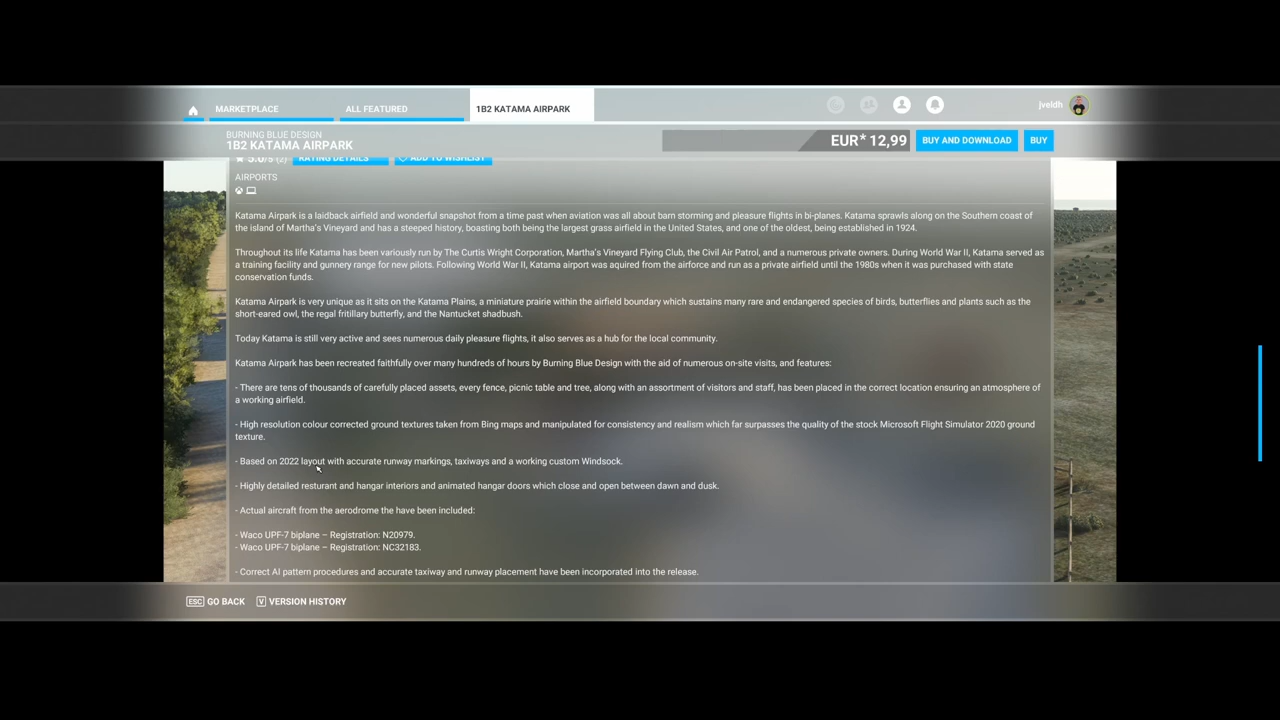 MARKETPLACE
ALL FEATURED
1B2 KATAMA AIRPARK
jveldh
BURNING BLUE DESIGN
1B2 KATAMA AIRPARK
EUR* 12,99
BUY AND DOWNLOAD
BUY
5.0/5 (2)
RATING DETAILS
ADD TO WISHLIST
AIRPORTS
Katama Airpark is a laidback airfield and wonderful snapshot from a time past when aviation was all about barn storming and pleasure flights in bi-planes. Katama sprawls along on the Southern coast of
the island of Martha's Vineyard and has a steeped history, boasting both being the largest grass airfield in the United States, and one of the oldest, being established in 1924.
Throughout its life Katama has been variously run by The Curtis Wright Corporation, Martha's Vineyard Flying Club, the Civil Air Patrol, and a numerous private owners. During World War II, Katama served as
a training facility and gunnery range for new pilots. Following World War II, Katama airport was aquired from the airforce and run as a private airfield until the 1980s when it was purchased with state
conservation funds.
Katama Airpark is very unique as it sits on the Katama Plains, a miniature prairie within the airfield boundary which sustains many rare and endangered species of birds, butterflies and plants such as the
short-eared owl, the regal fritillary butterfly, and the Nantucket shadbush.
Today Katama is still very active and sees numerous daily pleasure flights, it also serves as a hub for the local community.
Katama Airpark has been recreated faithfully over many hundreds of hours by Burning Blue Design with the aid of numerous on-site visits, and features:
- There are tens of thousands of carefully placed assets, every fence, picnic table and tree, along with an assortment of visitors and staff, has been placed in the correct location ensuring an atmosphere of
a working airfield.
- High resolution colour corrected ground textures taken from Bing maps and manipulated for consistency and realism which far surpasses the quality of the stock Microsoft Flight Simulator 2020 ground
texture.
- Based on 2022 layout with accurate runway markings, taxiways and a working custom Windsock.
- Highly detailed resturant and hangar interiors and animated hangar doors which close and open between dawn and dusk.
- Actual aircraft from the aerodrome the have been included:
- Waco UPF-7 biplane – Registration: N20979.
- Waco UPF-7 biplane – Registration: NC32183.
- Correct AI pattern procedures and accurate taxiway and runway placement have been incorporated into the release.
ESC GO BACK
V VERSION HISTORY